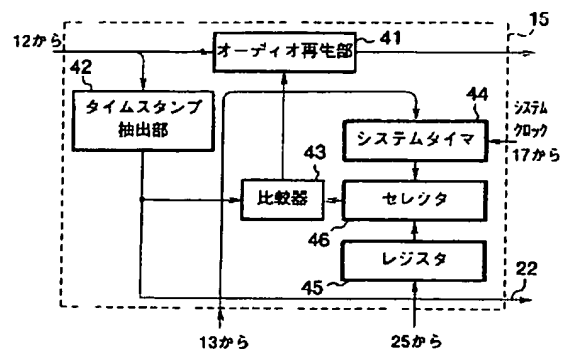 12から
15
オーディオ再生部
41
42
タイムスタンプ
抽出部
44
システム
クロック
17から
システムタイマ
43
比較器
セレクタ
46
レジスタ
45
22
13から
25から